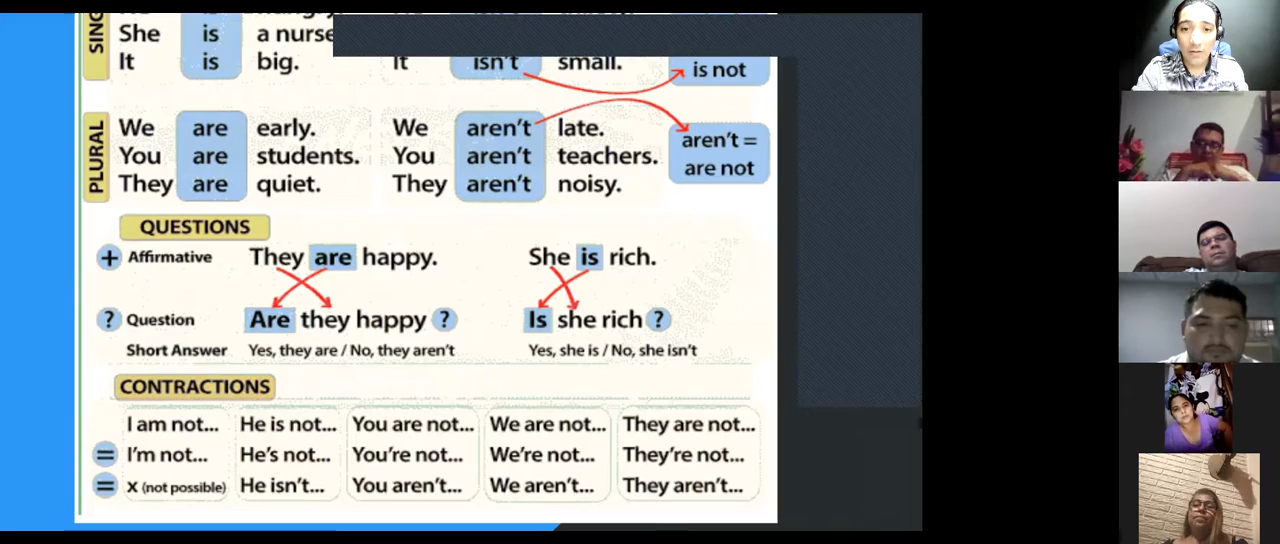 SING
She is a nurse
It is big. It isn't small. is not
PLURAL
We are early. We aren't late.
You are students. You aren't teachers.
They are quiet. They aren't noisy.
aren't =
are not
QUESTIONS
+ Affirmative They are happy. She is rich.
? Question Are they happy ? Is she rich ?
Short Answer Yes, they are / No, they aren't Yes, she is / No, she isn't
CONTRACTIONS
I am not... He is not... You are not... We are not... They are not...
= I'm not... He's not... You're not... We're not... They're not...
= x (not possible) He isn't... You aren't... We aren't... They aren't...